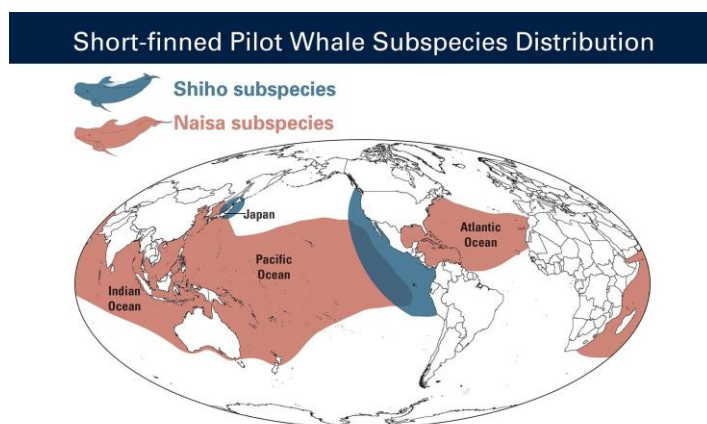 Short-finned Pilot Whale Subspecies Distribution
Shiho subspecies
Naisa subspecies
Japan
Atlantic
Ocean
Pacific
Ocean
Indian
Ocean